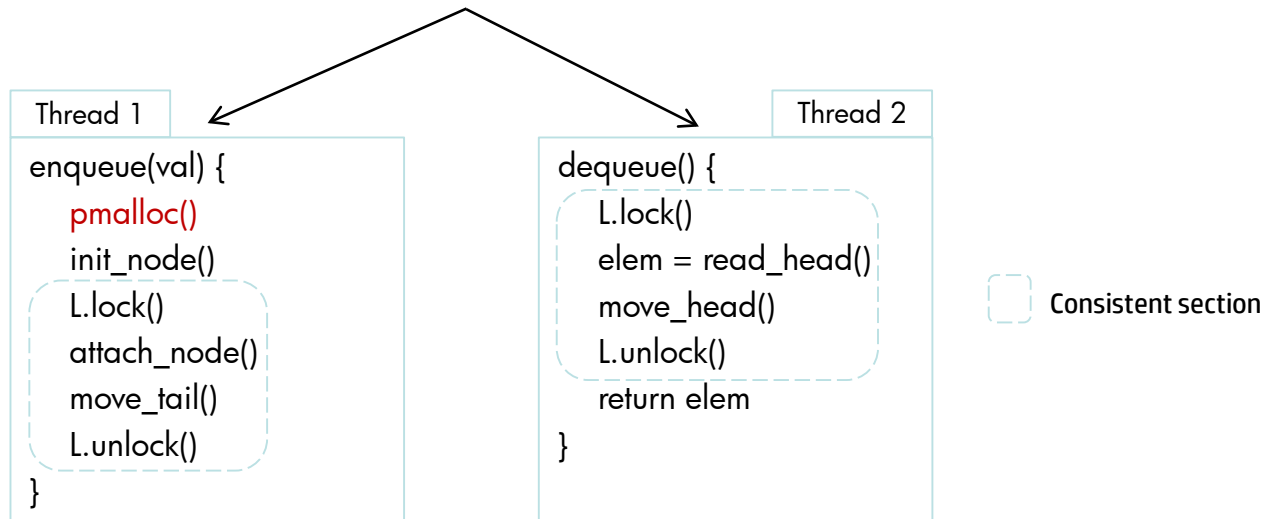 Thread 1
enqueue(val) {
pmalloc()
init_node()
L.lock()
attach_node()
move_tail()
L.unlock()
}
Thread 2
dequeue() {
L.lock()
elem = read_head()
move_head()
L.unlock()
return elem
}
Consistent section